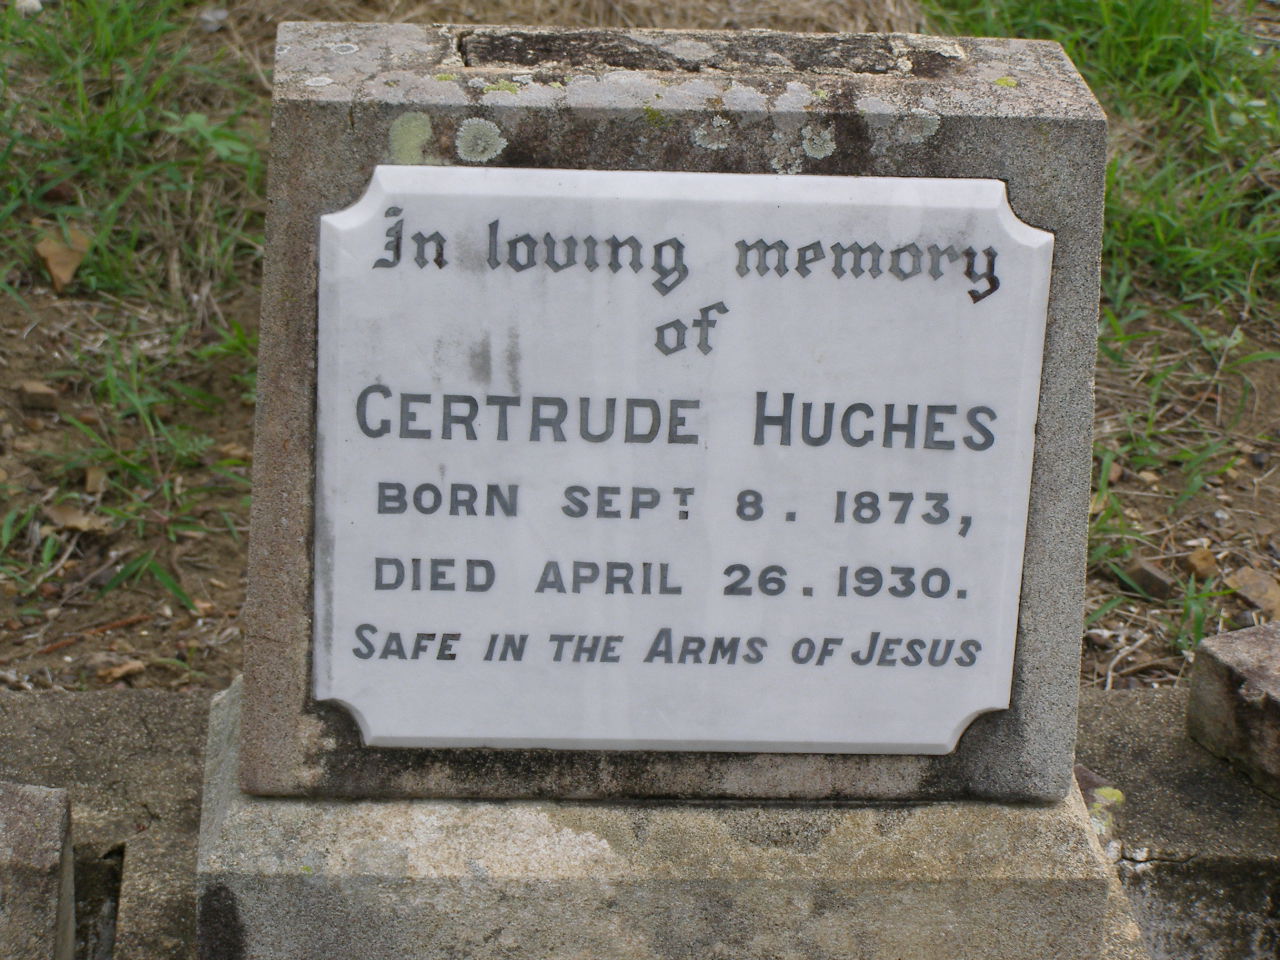 In loving memory
of
GERTRUDE HUGHES
BORN SEPT. 8. 1873,
DIED APRIL 26. 1930.
SAFE IN THE ARMS OF JESUS